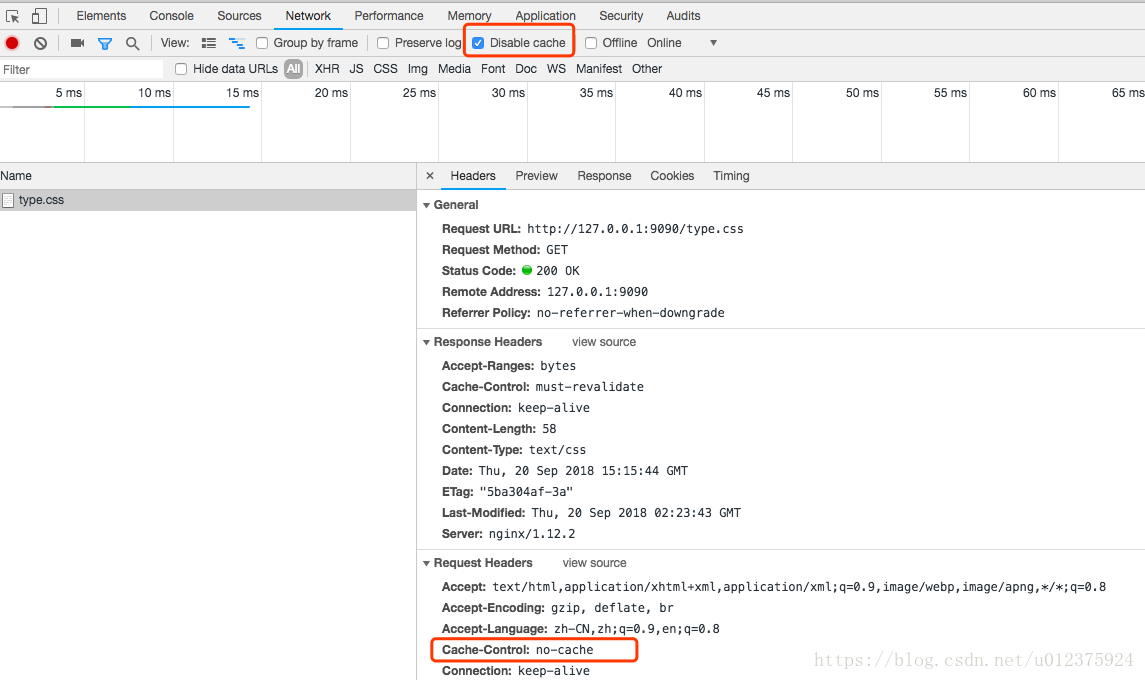 Elements Console Sources Network Performance Memory Application Security Audits
View: Group by frame Preserve log Disable cache Offline Online ▼
Filter Hide data URLs All XHR JS CSS Img Media Font Doc WS Manifest Other
5 ms 10 ms 15 ms 20 ms 25 ms 30 ms 35 ms 40 ms 45 ms 50 ms 55 ms 60 ms 65 ms
Name × Headers Preview Response Cookies Timing
type.css
▼ General
Request URL: http://127.0.0.1:9090/type.css
Request Method: GET
Status Code: 200 OK
Remote Address: 127.0.0.1:9090
Referrer Policy: no-referrer-when-downgrade
▼ Response Headers view source
Accept-Ranges: bytes
Cache-Control: must-revalidate
Connection: keep-alive
Content-Length: 58
Content-Type: text/css
Date: Thu, 20 Sep 2018 15:15:44 GMT
ETag: "5ba304af-3a"
Last-Modified: Thu, 20 Sep 2018 02:23:43 GMT
Server: nginx/1.12.2
▼ Request Headers view source
Accept: text/html,application/xhtml+xml,application/xml;q=0.9,image/webp,image/apng,*/*;q=0.8
Accept-Encoding: gzip, deflate, br
Accept-Language: zh-CN,zh;q=0.9,en;q=0.8
Cache-Control: no-cache
https://blog.csdn.net/u012375924
Connection: keep-alive